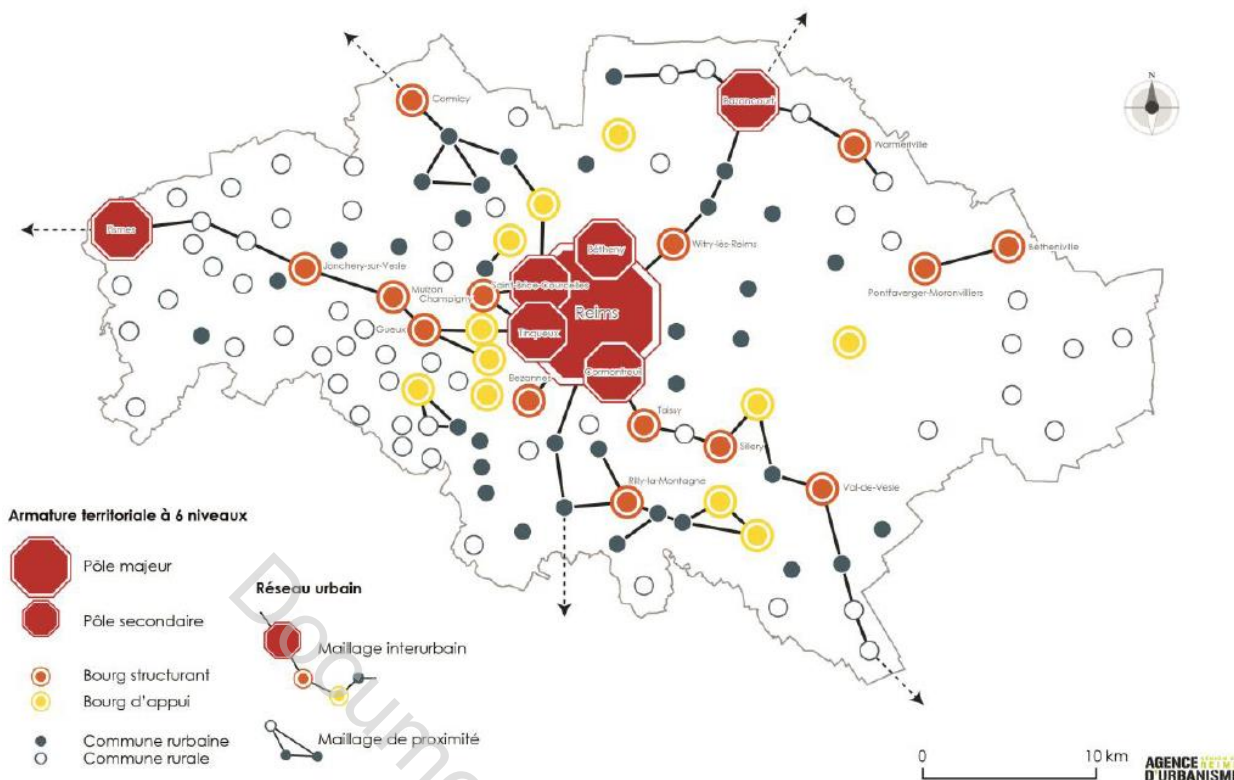 N
Cormicy
Bazancourt
Warmeriville
Fismes
Bétheny
Witry-lès-Reims
Bétheniville
Jonchery-sur-Vesle
Pontfaverger-Moronvilliers
Saint-Brice-Courcelles
Muizon
Champigny
Reims
Gueux
Tinqueux
Cormontreuil
Bezannes
Taissy
Sillery
Rilly-la-Montagne
Val-de-Vesle
Armature territoriale à 6 niveaux
Pôle majeur
Pôle secondaire
Bourg structurant
Bourg d'appui
Commune rurbaine
Commune rurale
Réseau urbain
Maillage interurbain
Maillage de proximité
Docume
0 10 km
AGENCE
D'URBANISME